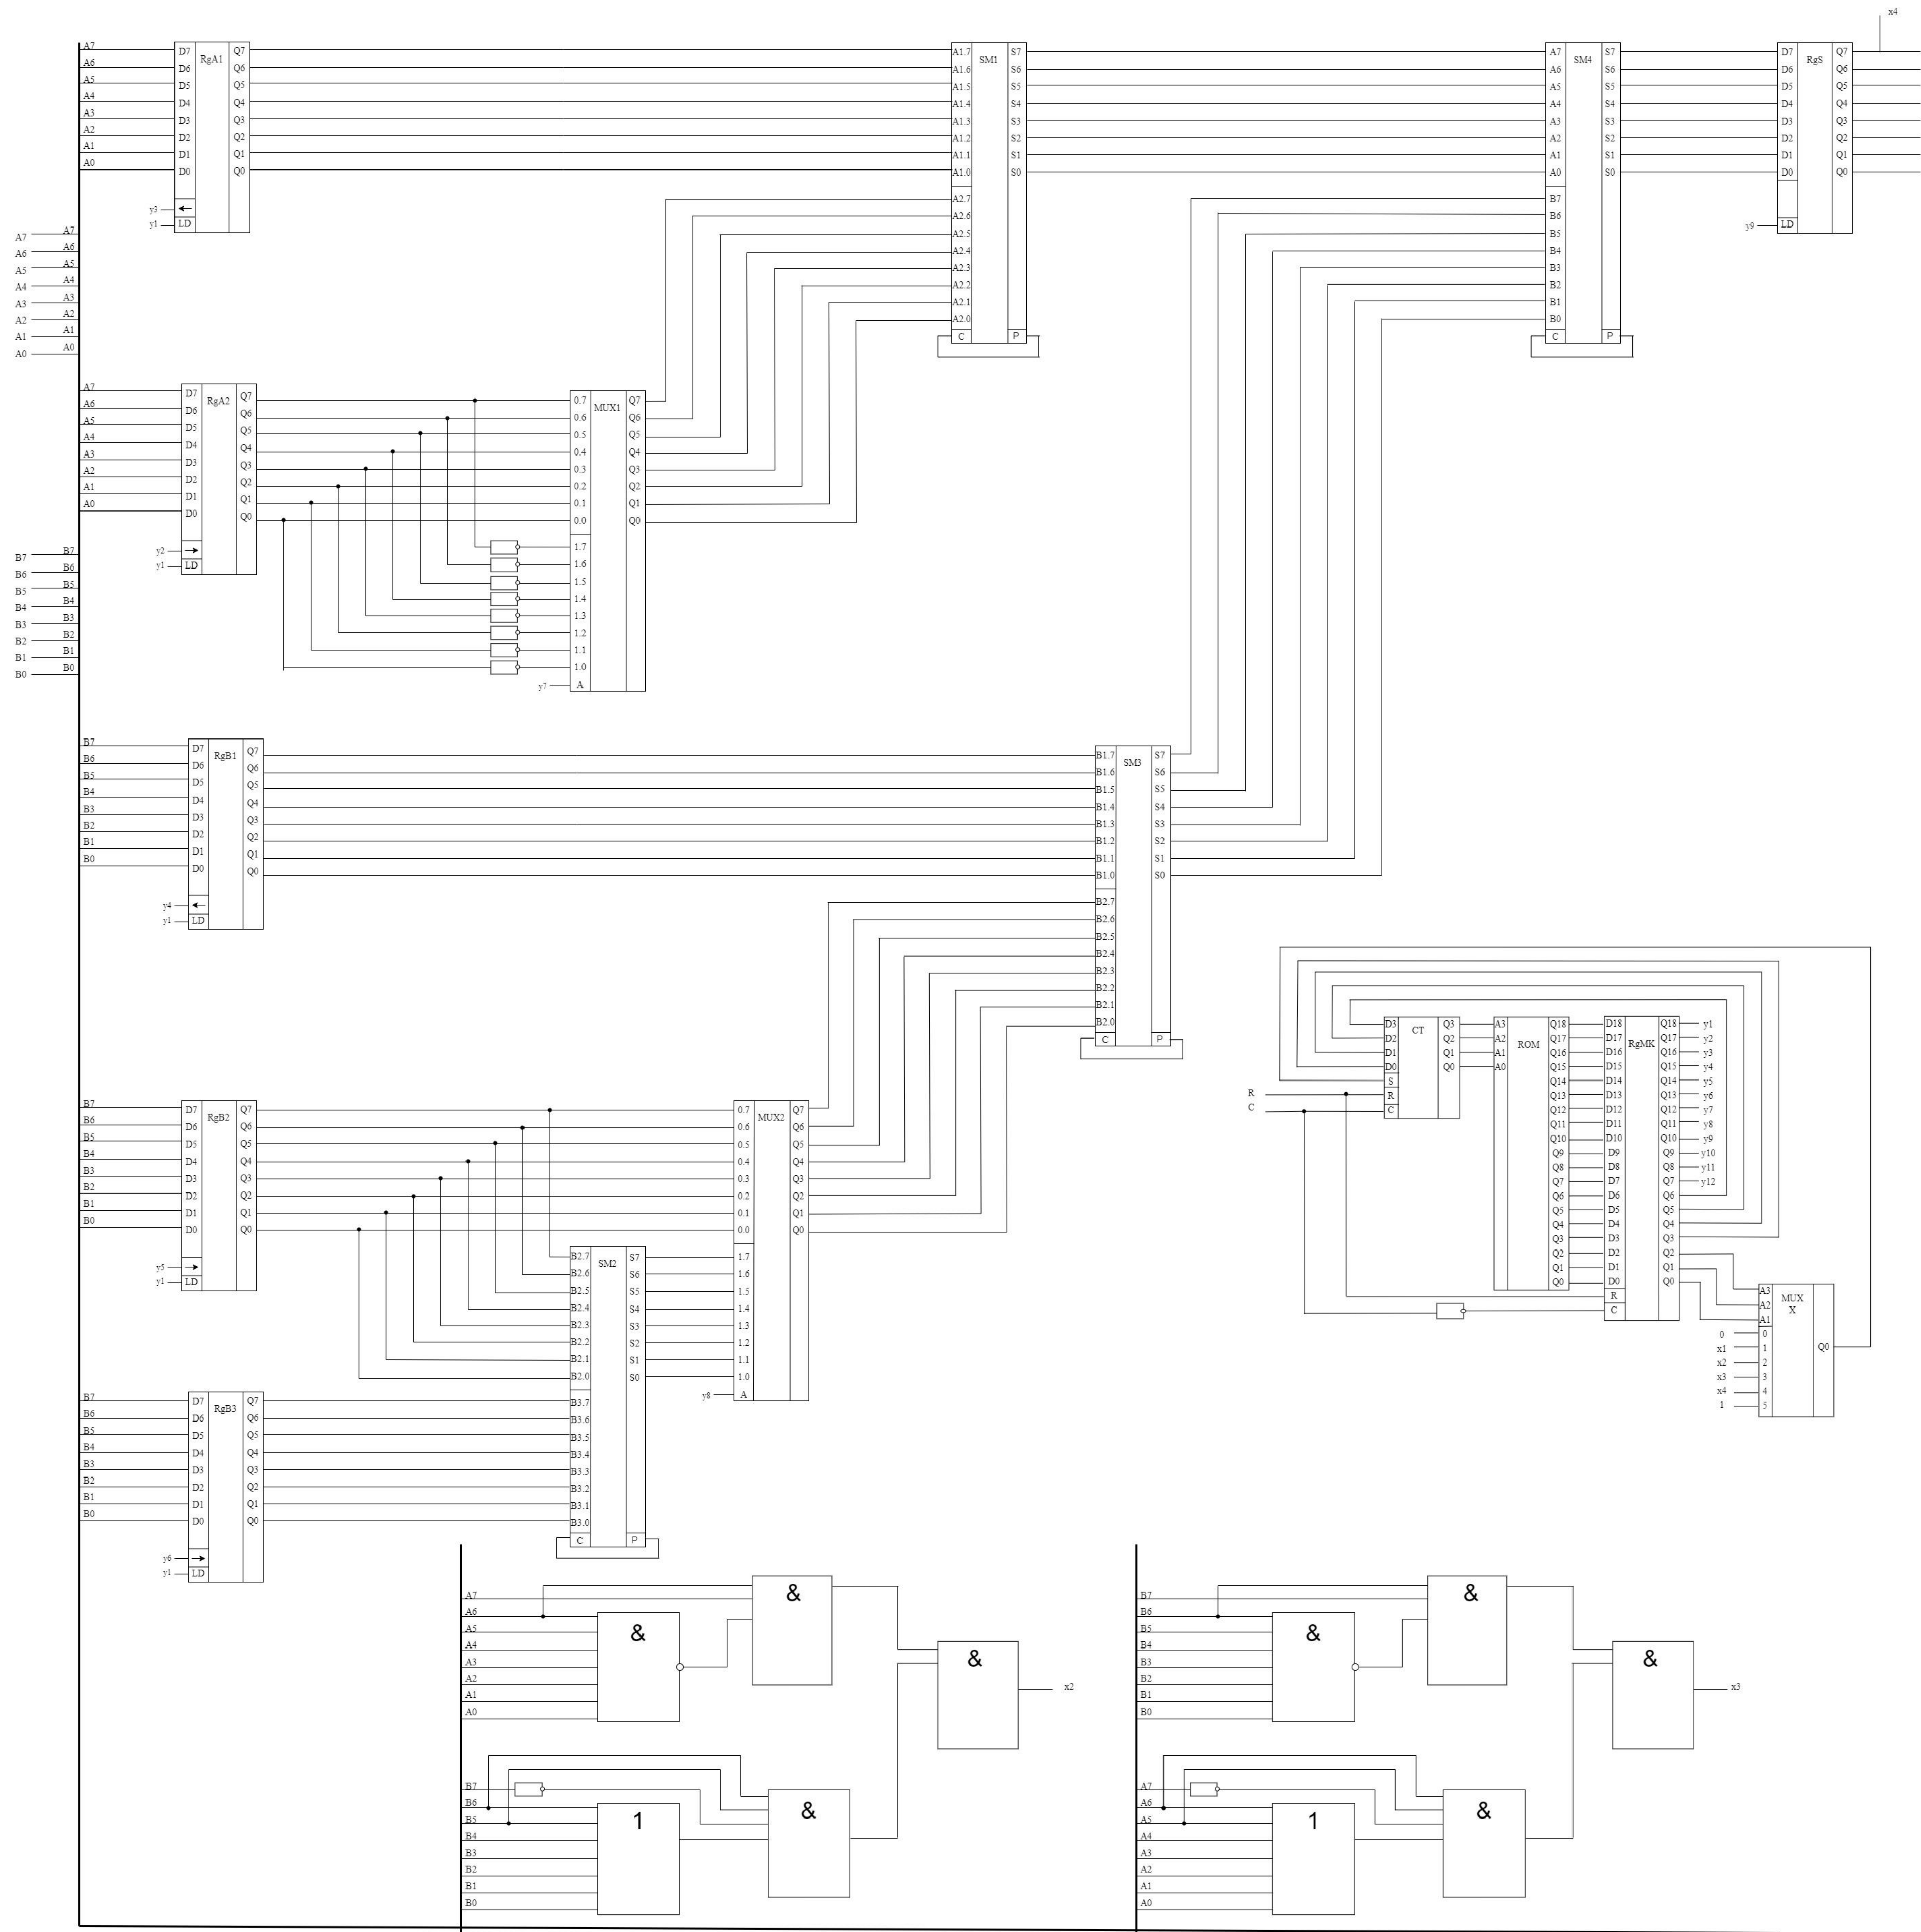 x4
A7
A6
A5
A4
A3
A2
A1
A0
D7
D6
D5
D4
D3
D2
D1
D0
LD
y3
y1
RgA1
Q7
Q6
Q5
Q4
Q3
Q2
Q1
Q0
A1.7
A1.6
A1.5
A1.4
A1.3
A1.2
A1.1
A1.0
A2.7
A2.6
A2.5
A2.4
A2.3
A2.2
A2.1
A2.0
C
SM1
S7
S6
S5
S4
S3
S2
S1
S0
P
A7
A6
A5
A4
A3
A2
A1
A0
B7
B6
B5
B4
B3
B2
B1
B0
C
SM4
S7
S6
S5
S4
S3
S2
S1
S0
P
D7
D6
D5
D4
D3
D2
D1
D0
LD
y9
RgS
Q7
Q6
Q5
Q4
Q3
Q2
Q1
Q0
A7 A7
A6 A6
A5 A5
A4 A4
A3 A3
A2 A2
A1 A1
A0 A0
A7
A6
A5
A4
A3
A2
A1
A0
D7
D6
D5
D4
D3
D2
D1
D0
y2
y1
LD
RgA2
Q7
Q6
Q5
Q4
Q3
Q2
Q1
Q0
0.7
0.6
0.5
0.4
0.3
0.2
0.1
0.0
1.7
1.6
1.5
1.4
1.3
1.2
1.1
1.0
y7
A
MUX1
Q7
Q6
Q5
Q4
Q3
Q2
Q1
Q0
B7 B7
B6 B6
B5 B5
B4 B4
B3 B3
B2 B2
B1 B1
B0 B0
B7
B6
B5
B4
B3
B2
B1
B0
D7
D6
D5
D4
D3
D2
D1
D0
y4
y1
LD
RgB1
Q7
Q6
Q5
Q4
Q3
Q2
Q1
Q0
B1.7
B1.6
B1.5
B1.4
B1.3
B1.2
B1.1
B1.0
B2.7
B2.6
B2.5
B2.4
B2.3
B2.2
B2.1
B2.0
C
SM3
S7
S6
S5
S4
S3
S2
S1
S0
P
B7
B6
B5
B4
B3
B2
B1
B0
D7
D6
D5
D4
D3
D2
D1
D0
y5
y1
LD
RgB2
Q7
Q6
Q5
Q4
Q3
Q2
Q1
Q0
0.7
0.6
0.5
0.4
0.3
0.2
0.1
0.0
1.7
1.6
1.5
1.4
1.3
1.2
1.1
1.0
y8
A
MUX2
Q7
Q6
Q5
Q4
Q3
Q2
Q1
Q0
B2.7
B2.6
B2.5
B2.4
B2.3
B2.2
B2.1
B2.0
B3.7
B3.6
B3.5
B3.4
B3.3
B3.2
B3.1
B3.0
C
SM2
S7
S6
S5
S4
S3
S2
S1
S0
P
B7
B6
B5
B4
B3
B2
B1
B0
D7
D6
D5
D4
D3
D2
D1
D0
y6
y1
LD
RgB3
Q7
Q6
Q5
Q4
Q3
Q2
Q1
Q0
R
C
D3
D2
D1
D0
S
R
C
CT
Q3
Q2
Q1
Q0
A3
A2
A1
A0
ROM
Q18
Q17
Q16
Q15
Q14
Q13
Q12
Q11
Q10
Q9
Q8
Q7
Q6
Q5
Q4
Q3
Q2
Q1
Q0
D18
D17
D16
D15
D14
D13
D12
D11
D10
D9
D8
D7
D6
D5
D4
D3
D2
D1
D0
R
C
RgMK
Q18
Q17
Q16
Q15
Q14
Q13
Q12
Q11
Q10
Q9
Q8
Q7
Q6
Q5
Q4
Q3
Q2
Q1
Q0
y1
y2
y3
y4
y5
y6
y7
y8
y9
y10
y11
y12
A3
A2
A1
0 0
x1 1
x2 2
x3 3
x4 4
1 5
MUX
X
Q0
A7
A6
A5
A4
A3
A2
A1
A0
&
&
&
x2
B7
B6
B5
B4
B3
B2
B1
B0
1
&
B7
B6
B5
B4
B3
B2
B1
B0
&
&
&
x3
A7
A6
A5
A4
A3
A2
A1
A0
1
&